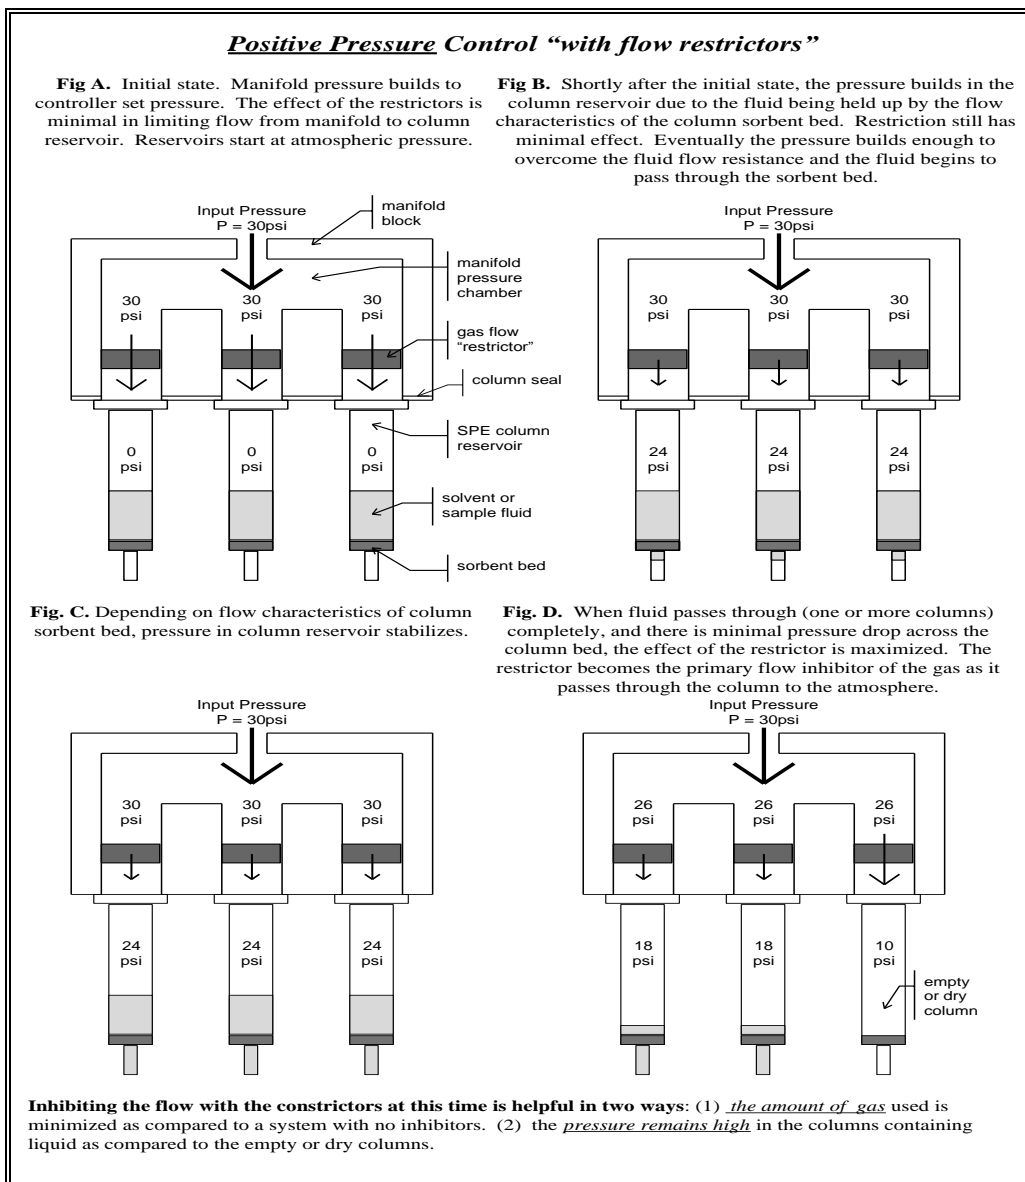 Positive Pressure Control “with flow restrictors”
Fig A. Initial state. Manifold pressure builds to
controller set pressure. The effect of the restrictors is
minimal in limiting flow from manifold to column
reservoir. Reservoirs start at atmospheric pressure.
Fig B. Shortly after the initial state, the pressure builds in the
column reservoir due to the fluid being held up by the flow
characteristics of the column sorbent bed. Restriction still has
minimal effect. Eventually the pressure builds enough to
overcome the fluid flow resistance and the fluid begins to
pass through the sorbent bed.
Input Pressure
P = 30psi
manifold
block
manifold
pressure
chamber
30
psi
30
psi
30
psi
gas flow
“restrictor”
column seal
SPE column
reservoir
0
psi
0
psi
0
psi
solvent or
sample fluid
sorbent bed
Input Pressure
P = 30psi
30
psi
30
psi
30
psi
24
psi
24
psi
24
psi
Fig. C. Depending on flow characteristics of column
sorbent bed, pressure in column reservoir stabilizes.
Fig. D. When fluid passes through (one or more columns)
completely, and there is minimal pressure drop across the
column bed, the effect of the restrictor is maximized. The
restrictor becomes the primary flow inhibitor of the gas as it
passes through the column to the atmosphere.
Input Pressure
P = 30psi
30
psi
30
psi
30
psi
24
psi
24
psi
24
psi
Input Pressure
P = 30psi
26
psi
26
psi
26
psi
18
psi
18
psi
10
psi
empty
or dry
column
Inhibiting the flow with the constrictors at this time is helpful in two ways: (1) the amount of gas used is
minimized as compared to a system with no inhibitors. (2) the pressure remains high in the columns containing
liquid as compared to the empty or dry columns.